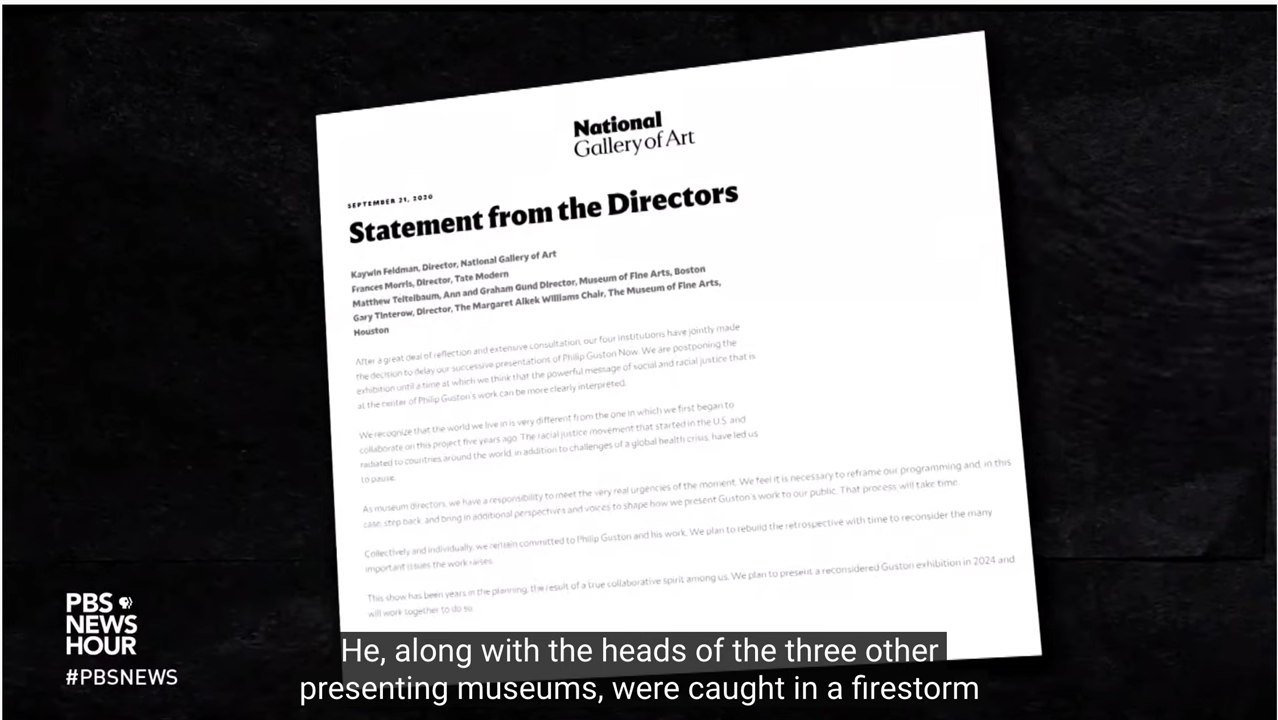 National
Gallery of Art
SEPTEMBER 21, 2020
Statement from the Directors
Kaywin Feldman, Director, National Gallery of Art
Frances Morris, Director, Tate Modern
Matthew Teitelbaum, Ann and Graham Gund Director, Museum of Fine Arts, Boston
Gary Tinterow, Director, The Margaret Alkek Williams Chair, The Museum of Fine Arts,
Houston
After a great deal of reflection and extensive consultation, our four institutions have jointly made
the decision to delay our successive presentations of Philip Guston Now. We are postponing the
exhibition until a time at which we think that the powerful message of social and racial justice that is
at the center of Philip Guston's work can be more clearly interpreted.
We recognize that the world we live in is very different from the one in which we first began to
collaborate on this project five years ago. The racial justice movement that started in the U.S. and
radiated to countries around the world, in addition to challenges of a global health crisis, have led us
to pause.
As museum directors, we have a responsibility to meet the very real urgencies of the moment. We feel it is necessary to reframe our programming and, in this
case, step back, and bring in additional perspectives and voices to shape how we present Guston's work to our public. That process will take time.
Collectively and individually, we remain committed to Philip Guston and his work. We plan to rebuild the retrospective with time to reconsider the many
important issues the work raises.
This show has been years in the planning, the result of a true collaborative spirit among us. We plan to present a reconsidered Guston exhibition in 2024 and
will work together to do so.
PBS
NEWS
HOUR
#PBSNEWS
He, along with the heads of the three other
presenting museums, were caught in a firestorm